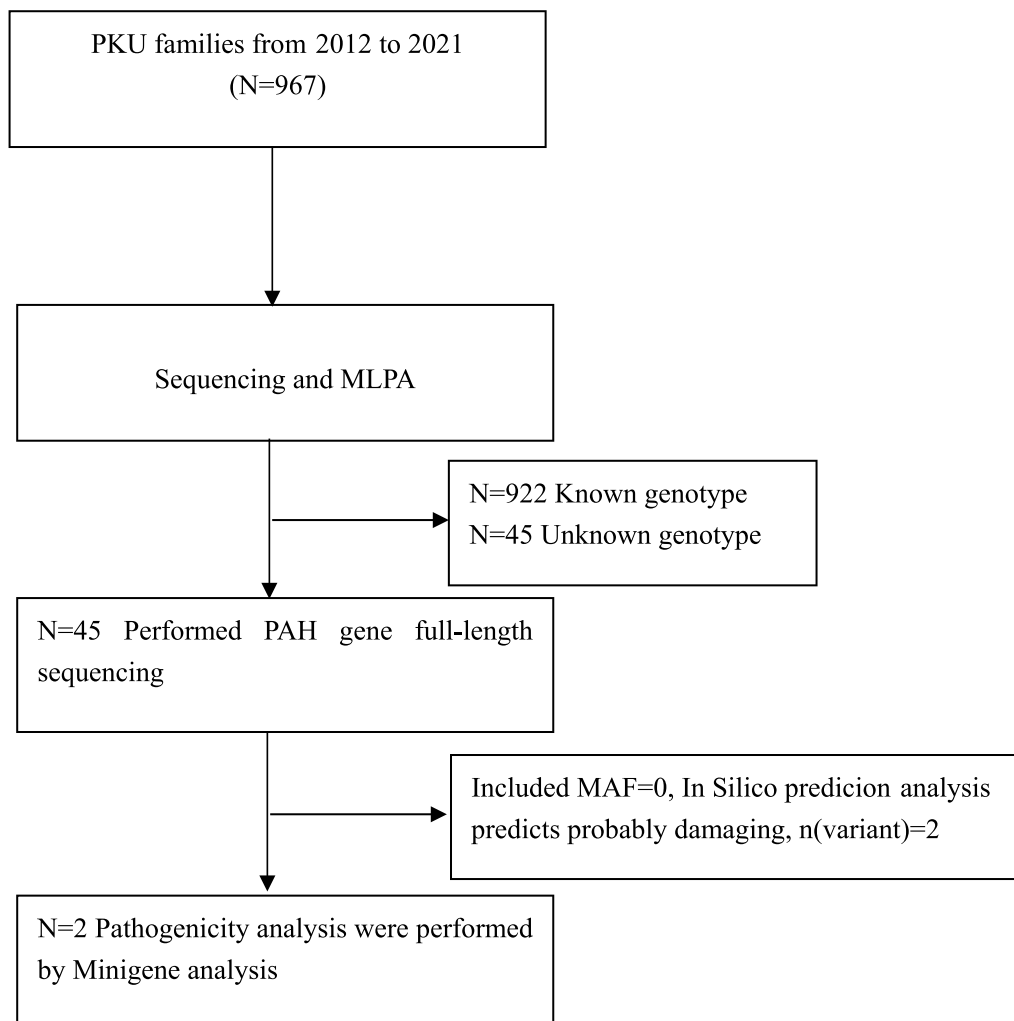 PKU families from 2012 to 2021
(N=967)
Sequencing and MLPA
N=922 Known genotype
N=45 Unknown genotype
N=45 Performed PAH gene full-length
sequencing
Included MAF=0, In Silico predicion analysis
predicts probably damaging, n(variant)=2
N=2 Pathogenicity analysis were performed
by Minigene analysis